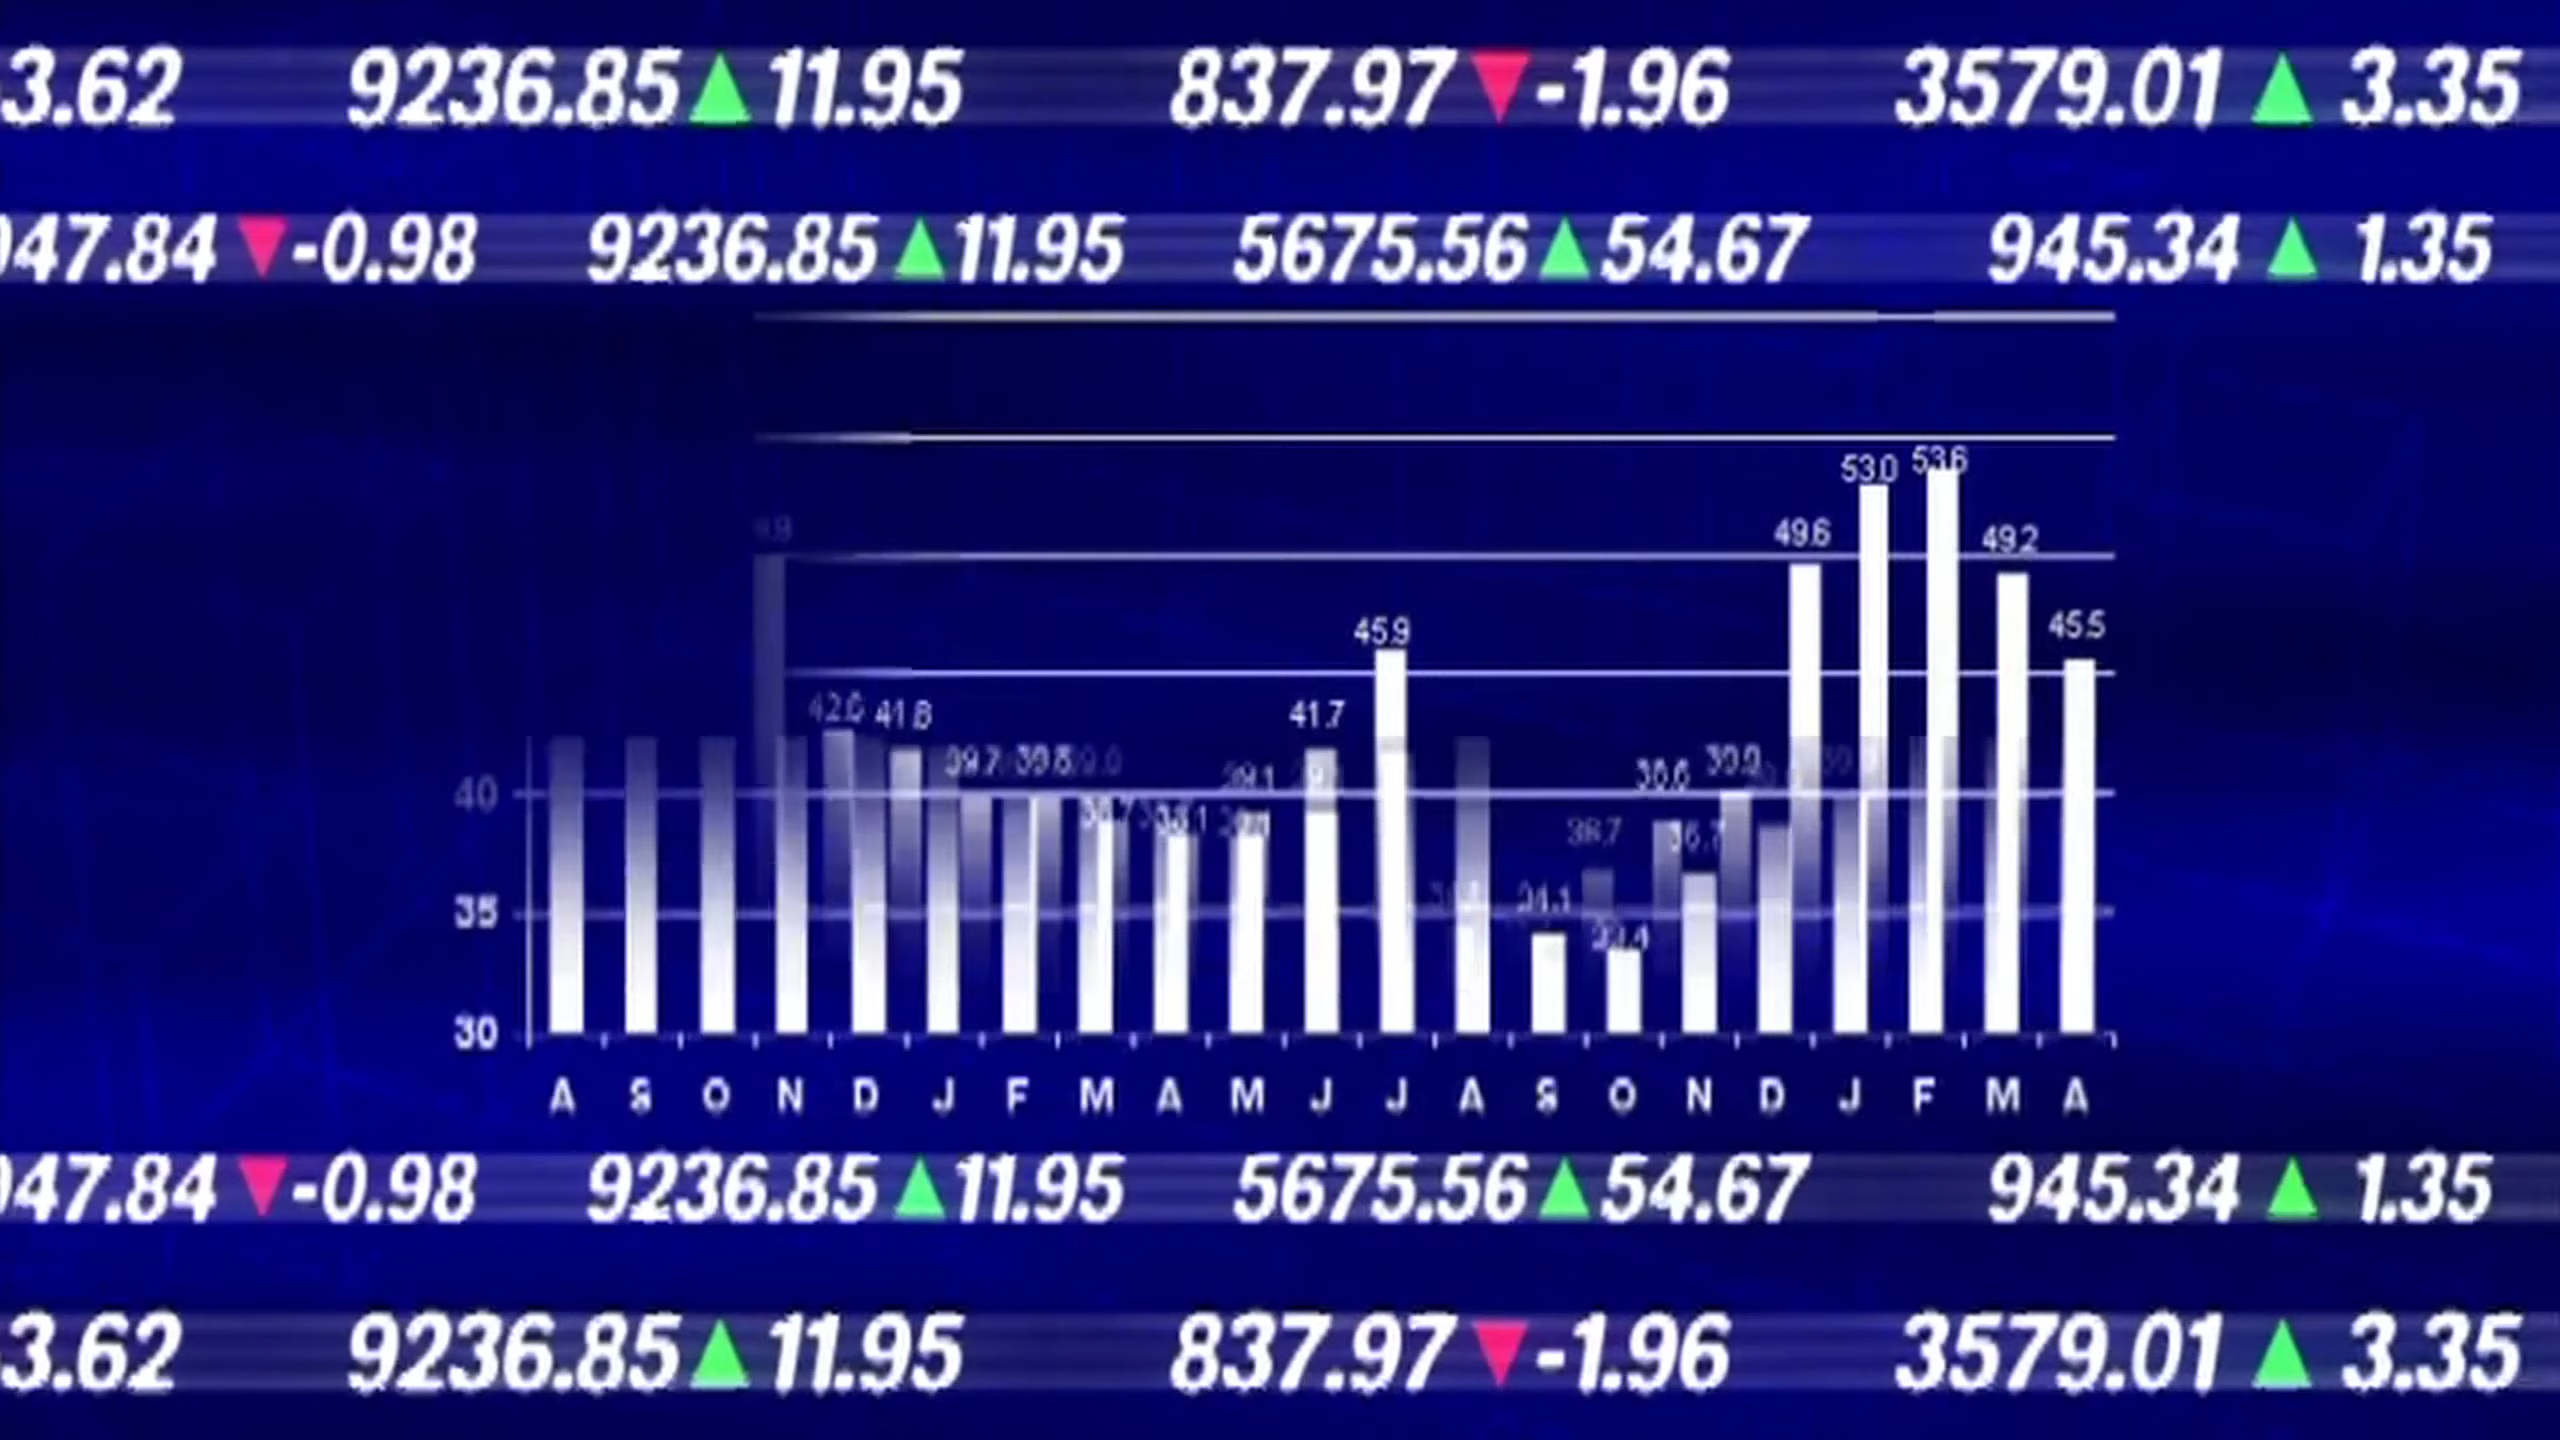 3.62 9236.85 ▲ 11.95 837.97 ▼ -1.96 3579.01 ▲ 3.35
47.84 ▼ -0.98 9236.85 ▲ 11.95 5675.56 ▲ 54.67 945.34 ▲ 1.35
53.0 53.6
49.6 49.2
45.9 45.5
41.8 41.7
39.7
40
35
30
A S O N D J F M A M J J A S O N D J F M A
47.84 ▼ -0.98 9236.85 ▲ 11.95 5675.56 ▲ 54.67 945.34 ▲ 1.35
3.62 9236.85 ▲ 11.95 837.97 ▼ -1.96 3579.01 ▲ 3.35